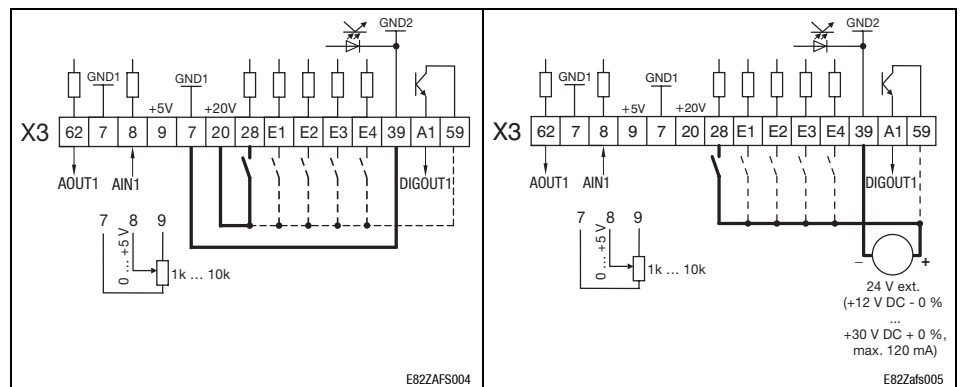 GND2
GND1 GND1
+5V +20V
X3 62 7 8 9 7 20 28 E1 E2 E3 E4 39 A1 59
AOUT1 AIN1 DIGOUT1
7 8 9
0 ... +5 V
1k ... 10k
E82ZAFS004
GND2
GND1 GND1
+5V +20V
X3 62 7 8 9 7 20 28 E1 E2 E3 E4 39 A1 59
AOUT1 AIN1 DIGOUT1
7 8 9
0 ... +5 V
1k ... 10k
– +
24 V ext.
(+12 V DC - 0 %
...
+30 V DC + 0 %,
max. 120 mA)
E82Zafs005